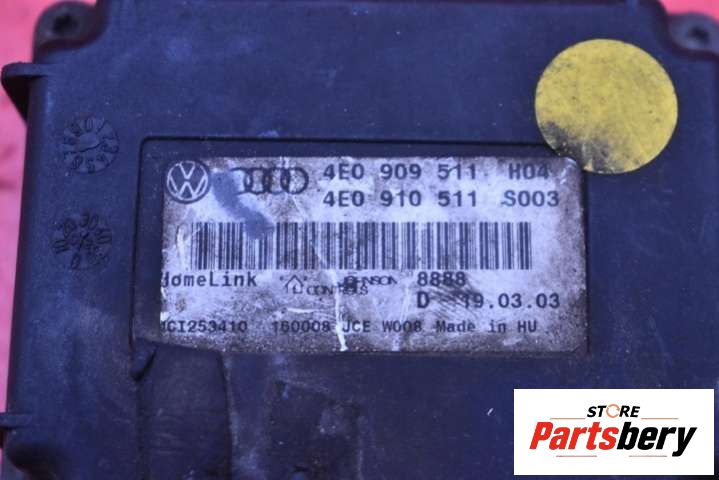 4E0 909 511 H04
4E0 910 511 S003
HomeLink 8888
D 19.03.03
CI253410 160008 JCE W008 Made in HU
STORE
Partsbery